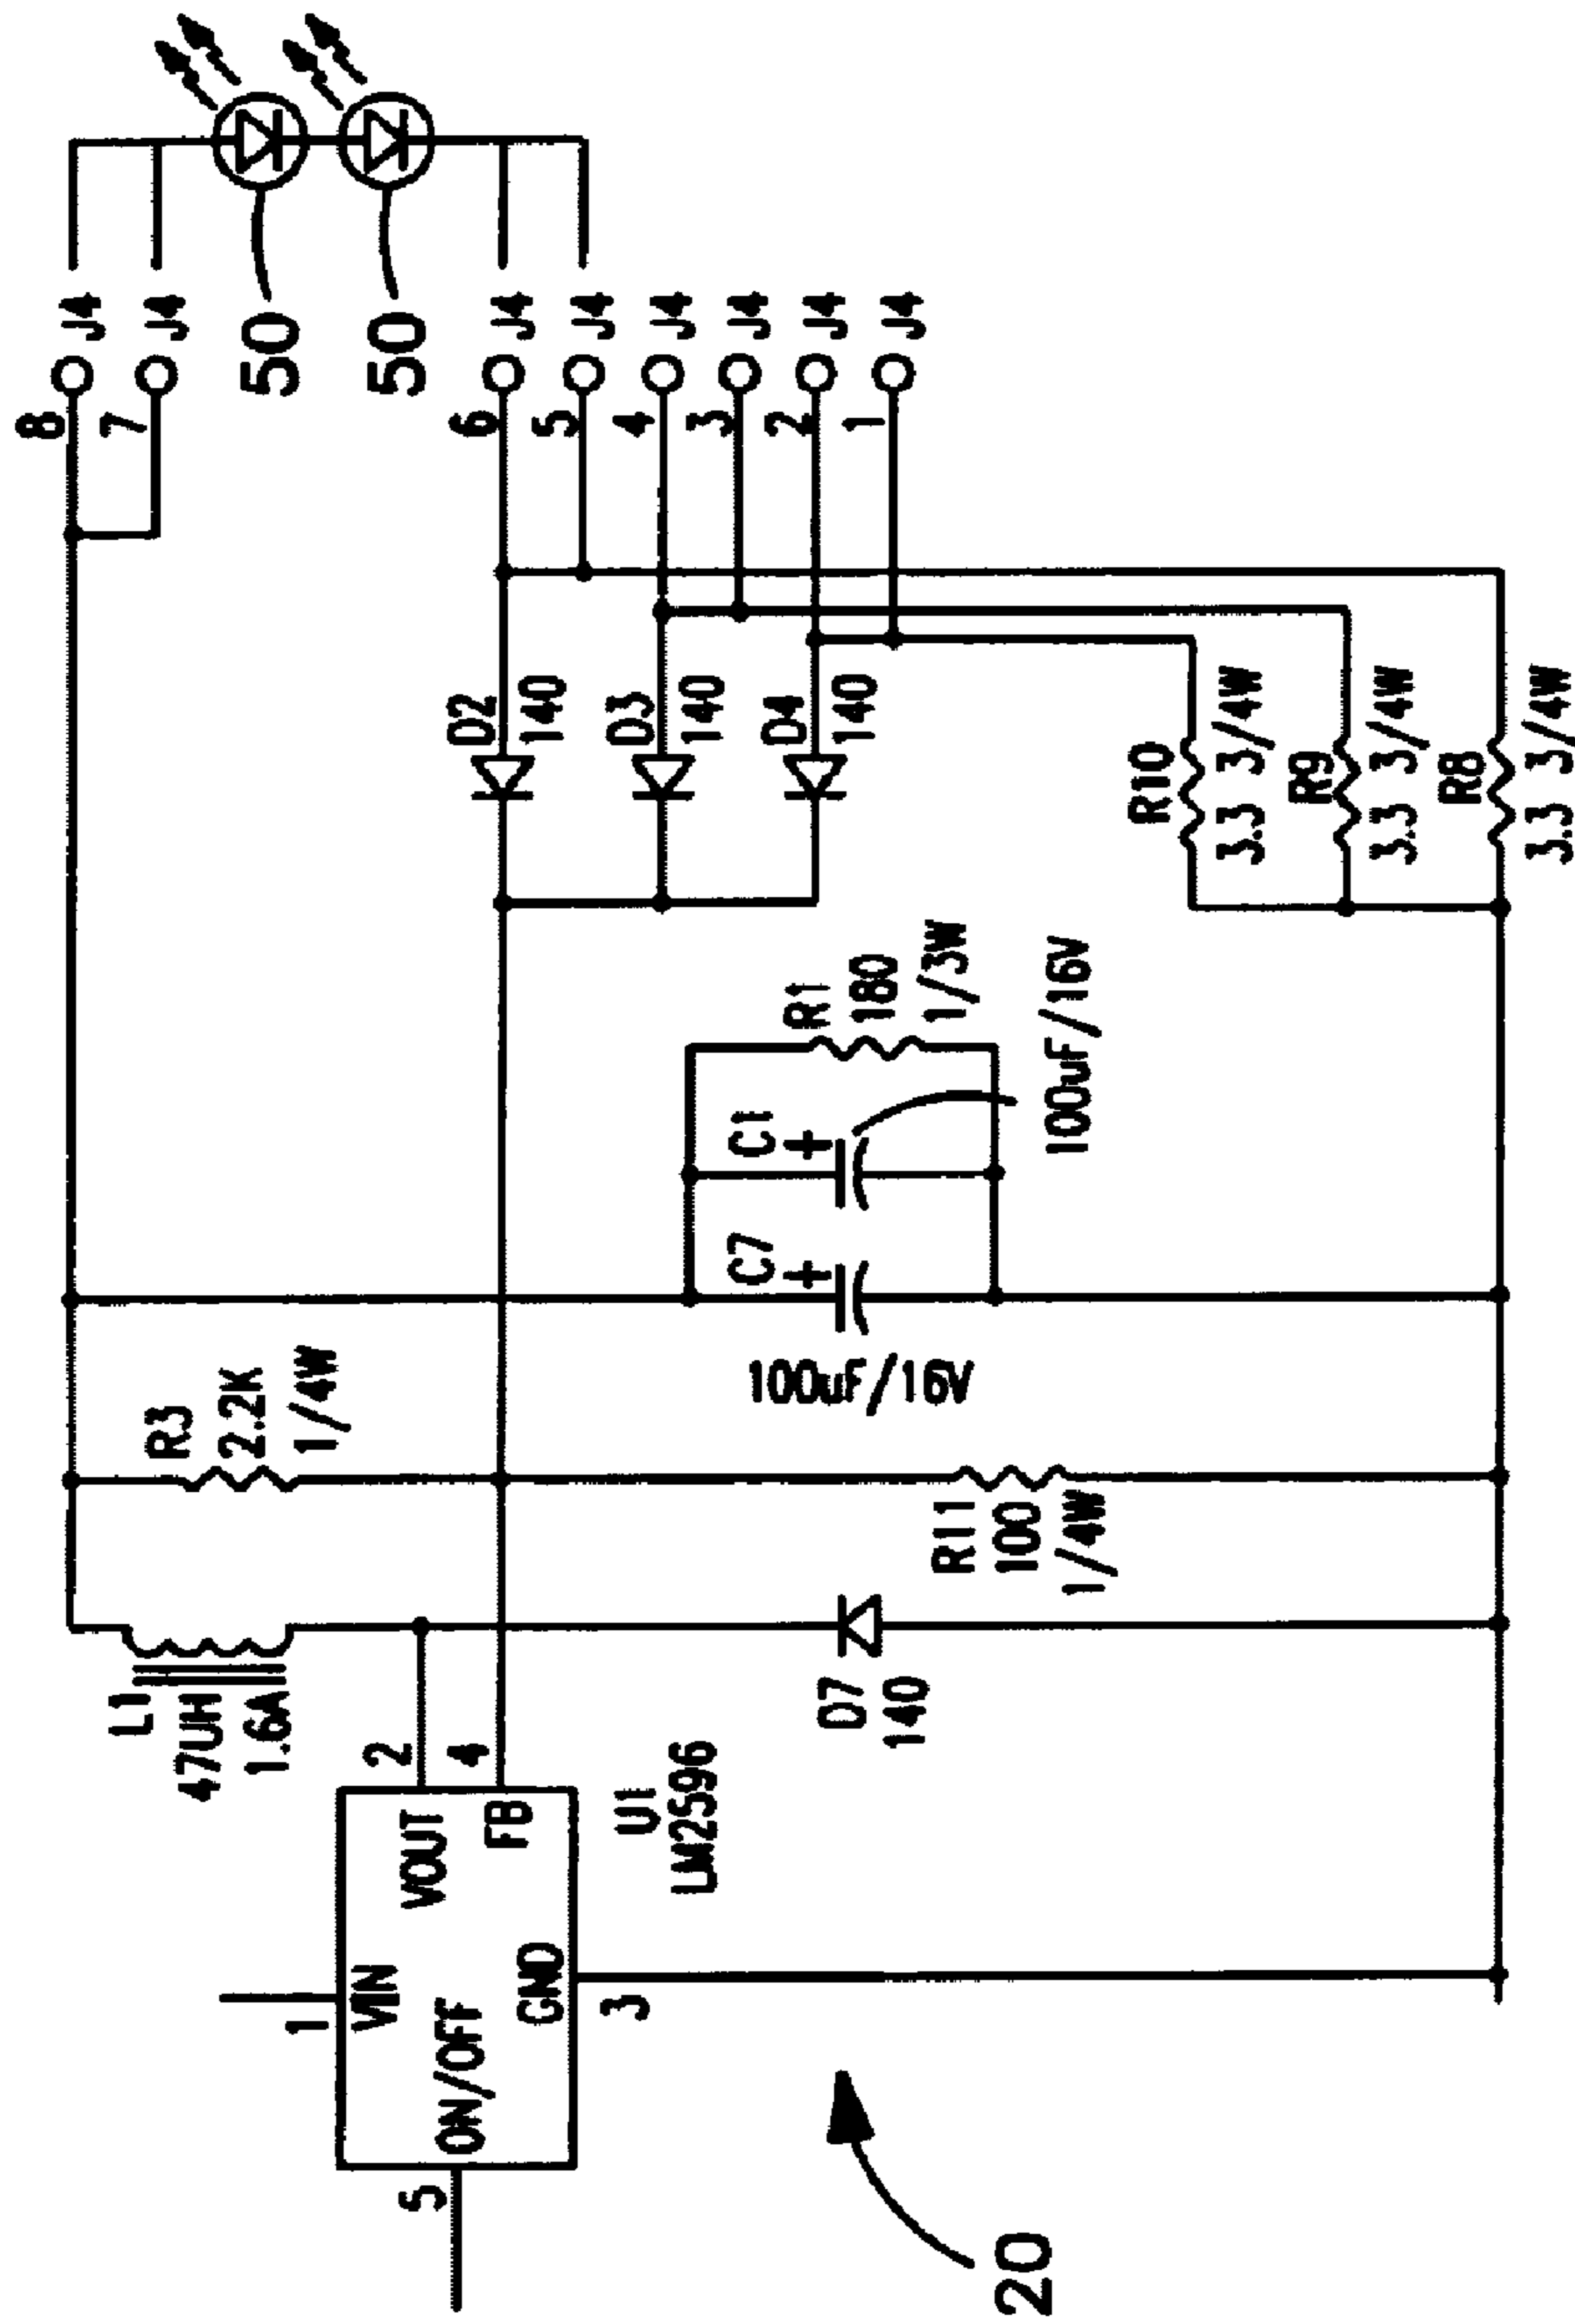 8
J4
7
J4
50
50
6
J4
5
J4
4
J4
3
J4
2
J4
1
J4
D2
140
D3
140
D4
140
R10
3.3 3/4W
R9
3.3 3/4W
R8
3.3 3/4W
R1
180
1/3W
C1
+
100uF/16V
C7
+
100uF/16V
R3
2.2K
1/4W
R11
100
1/4W
L1
47UH
1.6A
D7
140
2
4
VOUT
FB
U1
LM2596
1
VIN
ON/OFF
GND
3
5
20